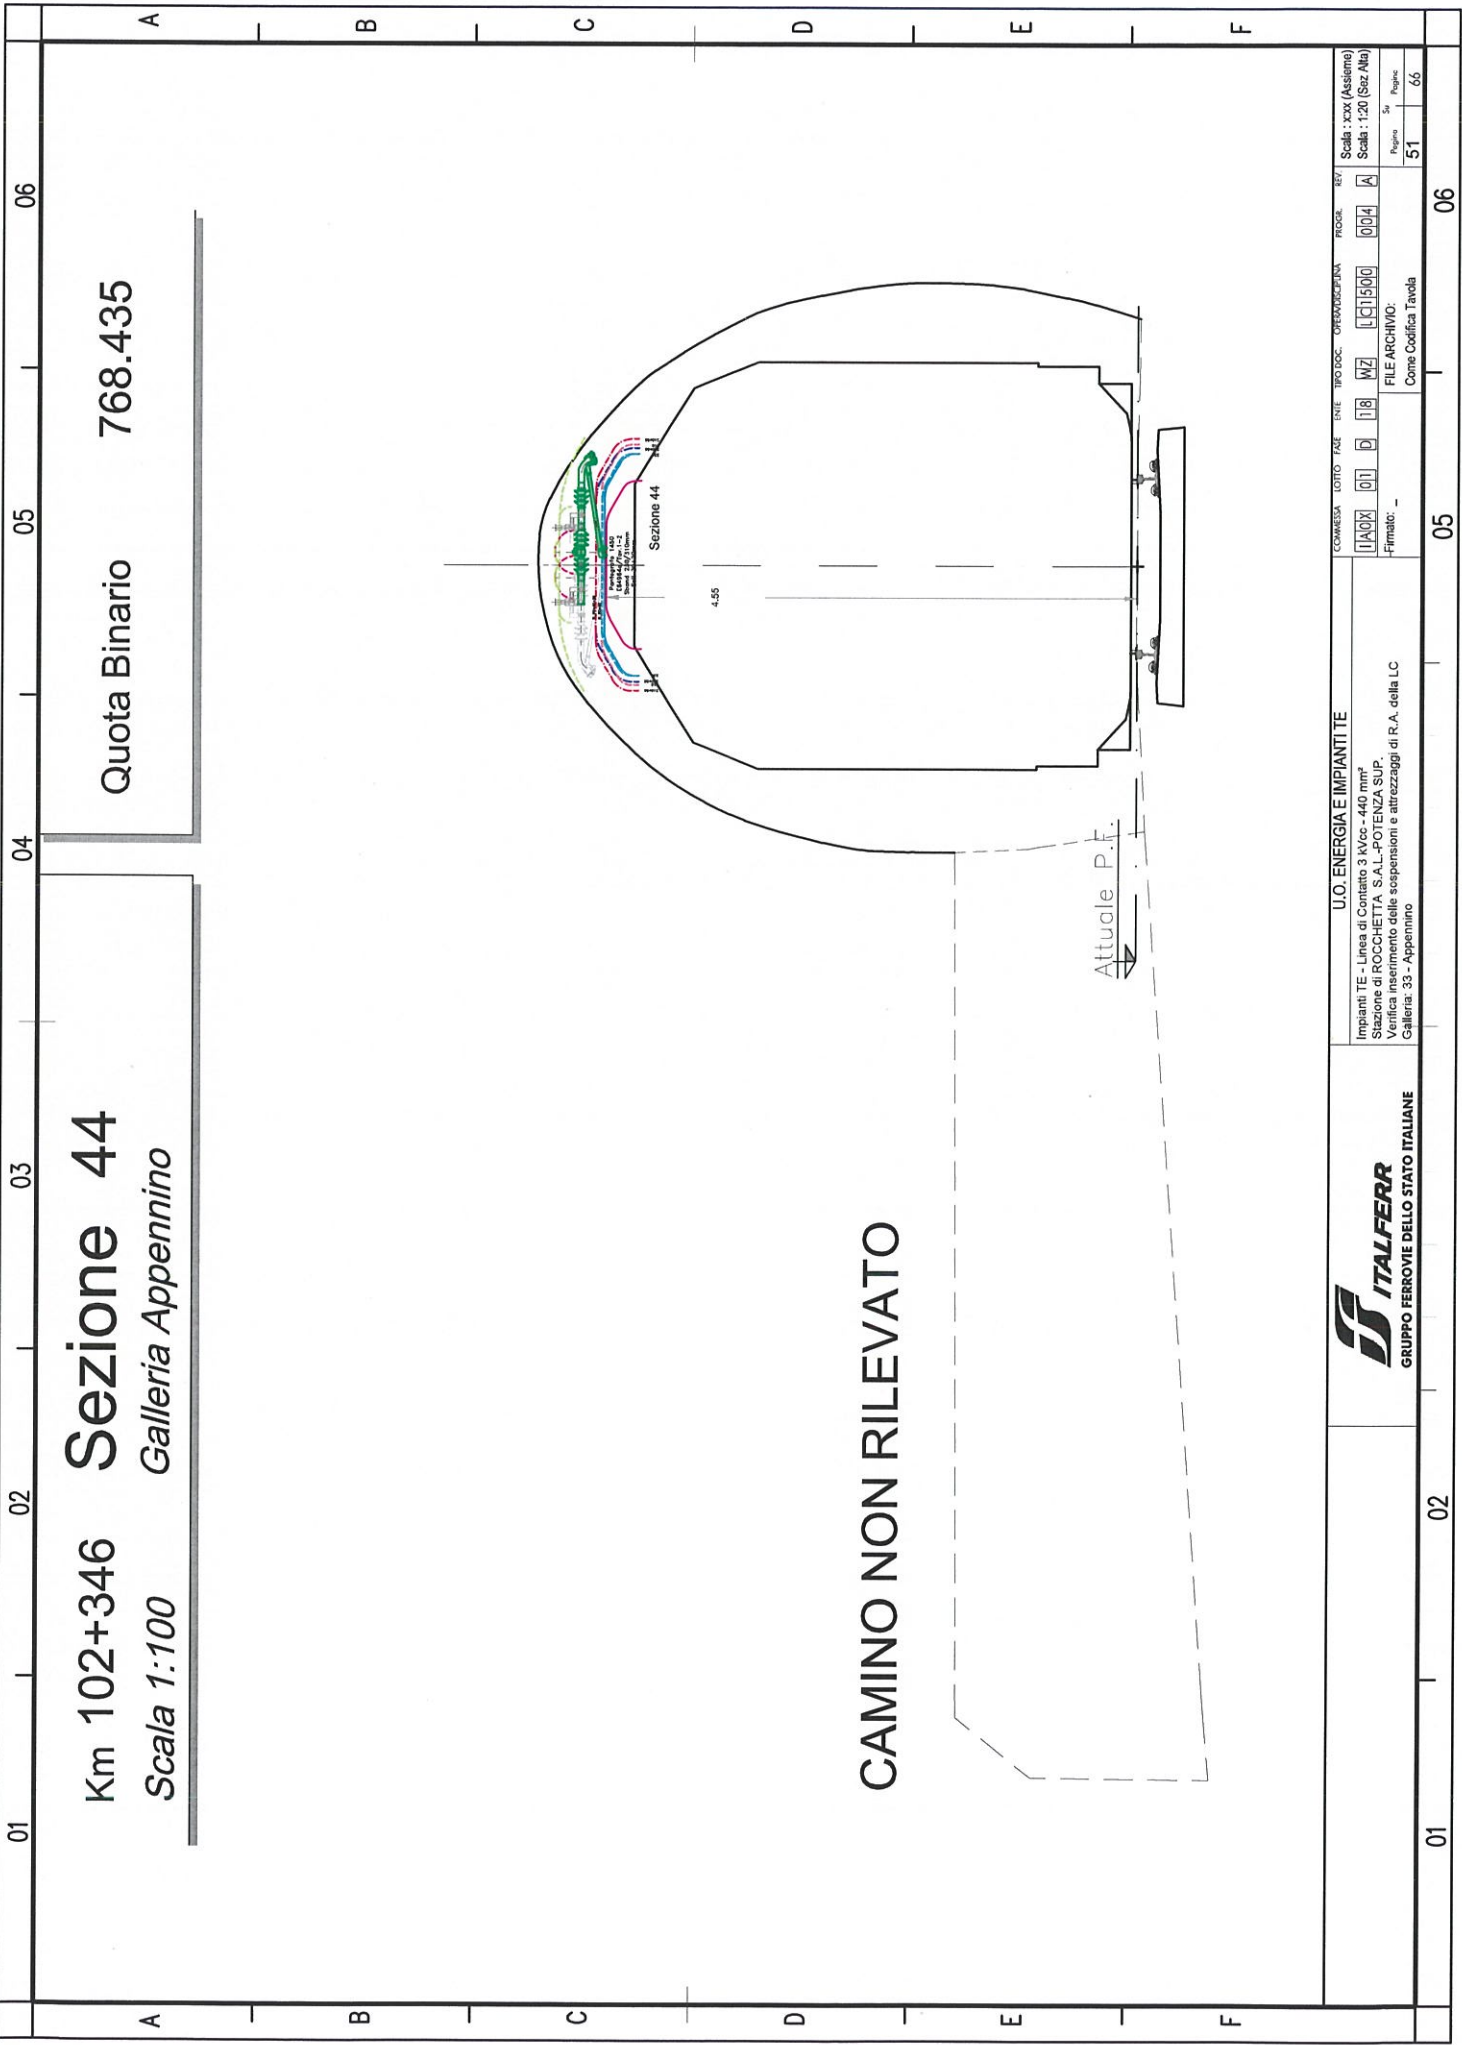 01 02 03 04 05 06
A
B
C
D
E
F
Km 102+346 Sezione 44
Scala 1:100 Galleria Appennino
Quota Binario 768.435
Sezione 44
4.55
Attuale P.F.
CAMINO NON RILEVATO
ITALFERR
GRUPPO FERROVIE DELLO STATO ITALIANE
U.O. ENERGIA E IMPIANTI TE
Impianti TE - Linea di Contatto 3 kVcc - 440 mm²
Stazione di ROCCHETTA S.A.L.-POTENZA SUP.
Verifica inserimento delle sospensioni e attrezzaggi di R.A. della LC
Galleria: 33 - Appennino
COMMESSA LOTTO FASE ENTE TIPO DOC. OPERA/DISCIPLINA PROGR. REV.
IA0X 01 D 18 WZ LC1500 004 A
Firmato: _
FILE ARCHIVIO:
Come Codifica Tavola
Scala : xxx (Assieme)
Scala : 1:20 (Sez Alta)
Pagina Su Pagine
51 66
A
B
C
D
E
F
01 02 05 06